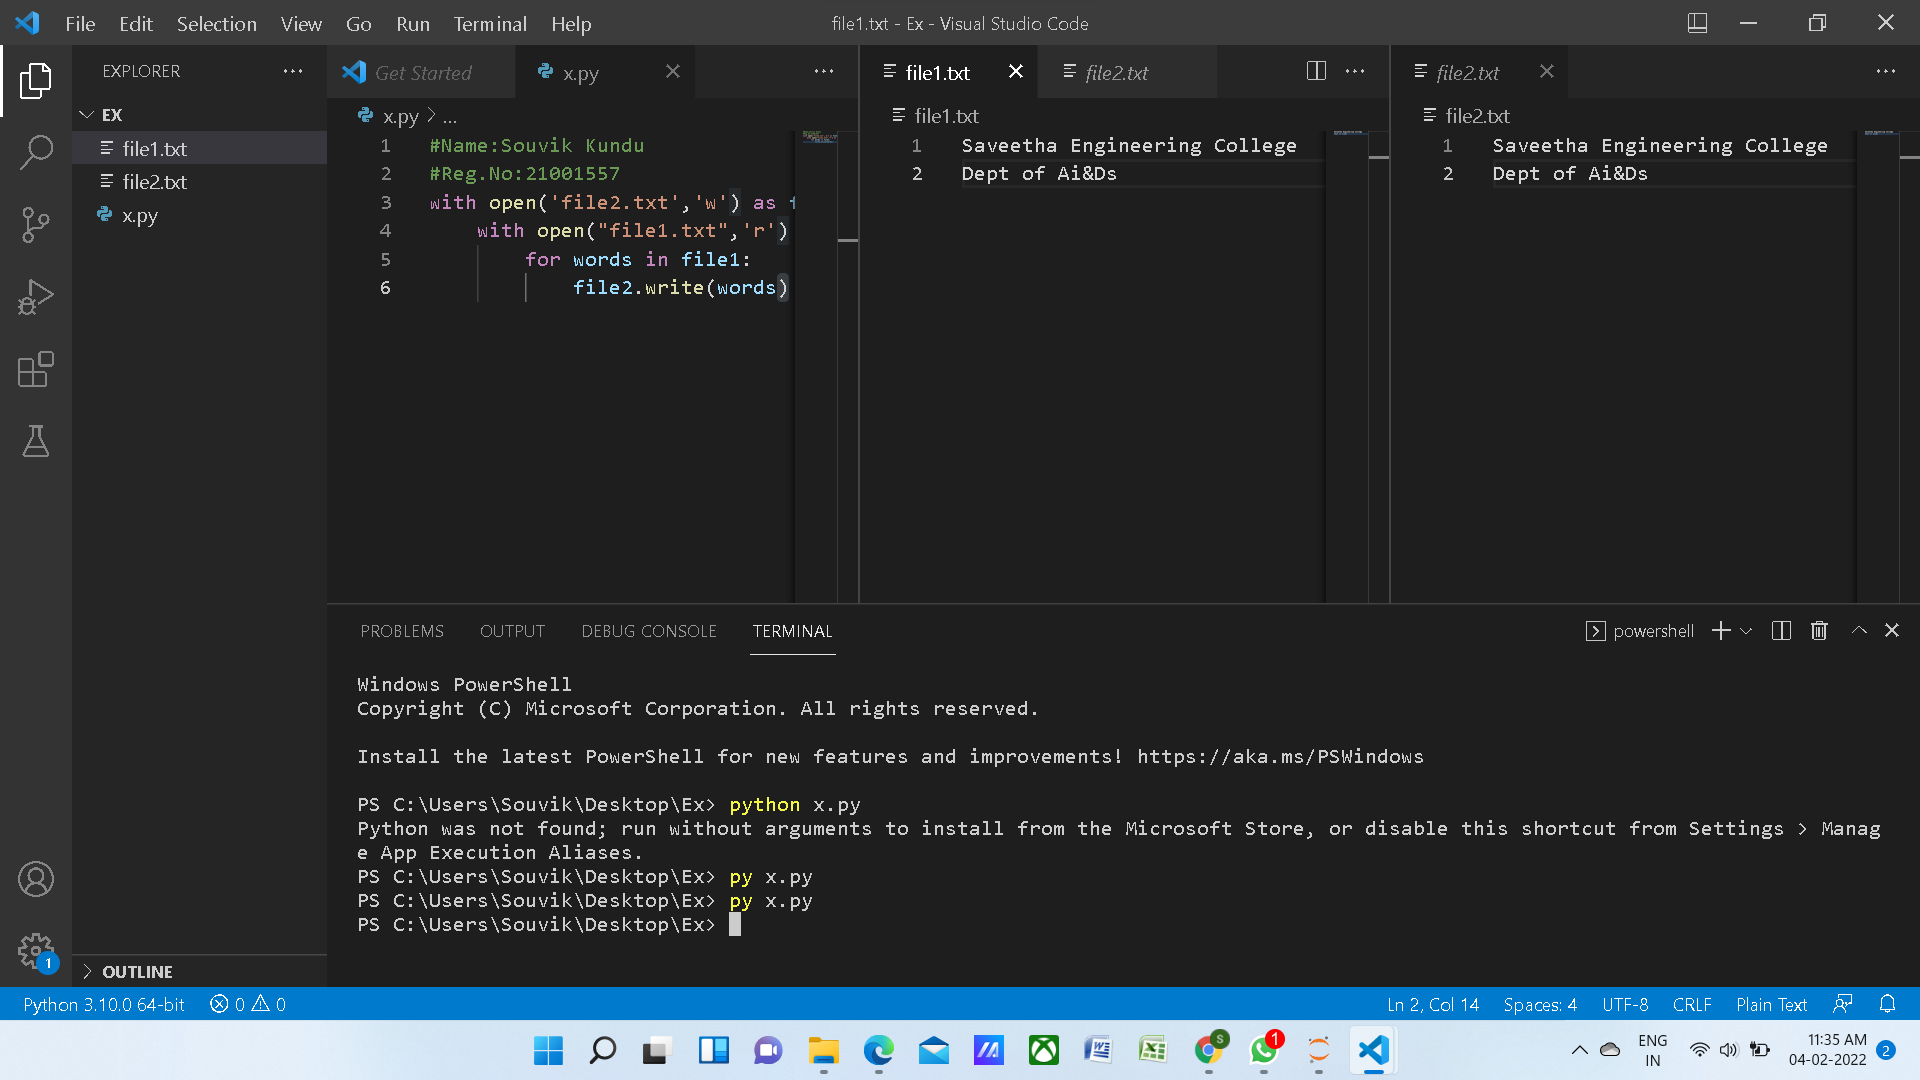 File Edit Selection View Go Run Terminal Help
file1.txt - Ex - Visual Studio Code
EXPLORER
EX
file1.txt
file2.txt
x.py
OUTLINE
Get Started
x.py
x.py > ...
1 #Name:Souvik Kundu
2 #Reg.No:21001557
3 with open('file2.txt','w') as f
4 with open("file1.txt",'r')
5 for words in file1:
6 file2.write(words)
file1.txt
file2.txt
file1.txt
1 Saveetha Engineering College
2 Dept of Ai&Ds
file2.txt
file2.txt
1 Saveetha Engineering College
2 Dept of Ai&Ds
PROBLEMS OUTPUT DEBUG CONSOLE TERMINAL
powershell
Windows PowerShell
Copyright (C) Microsoft Corporation. All rights reserved.
Install the latest PowerShell for new features and improvements! https://aka.ms/PSWindows
PS C:\Users\Souvik\Desktop\Ex> python x.py
Python was not found; run without arguments to install from the Microsoft Store, or disable this shortcut from Settings > Manag
e App Execution Aliases.
PS C:\Users\Souvik\Desktop\Ex> py x.py
PS C:\Users\Souvik\Desktop\Ex> py x.py
PS C:\Users\Souvik\Desktop\Ex>
1
Python 3.10.0 64-bit 0 0
Ln 2, Col 14 Spaces: 4 UTF-8 CRLF Plain Text
S
1
ENG
IN
11:35 AM
04-02-2022
2